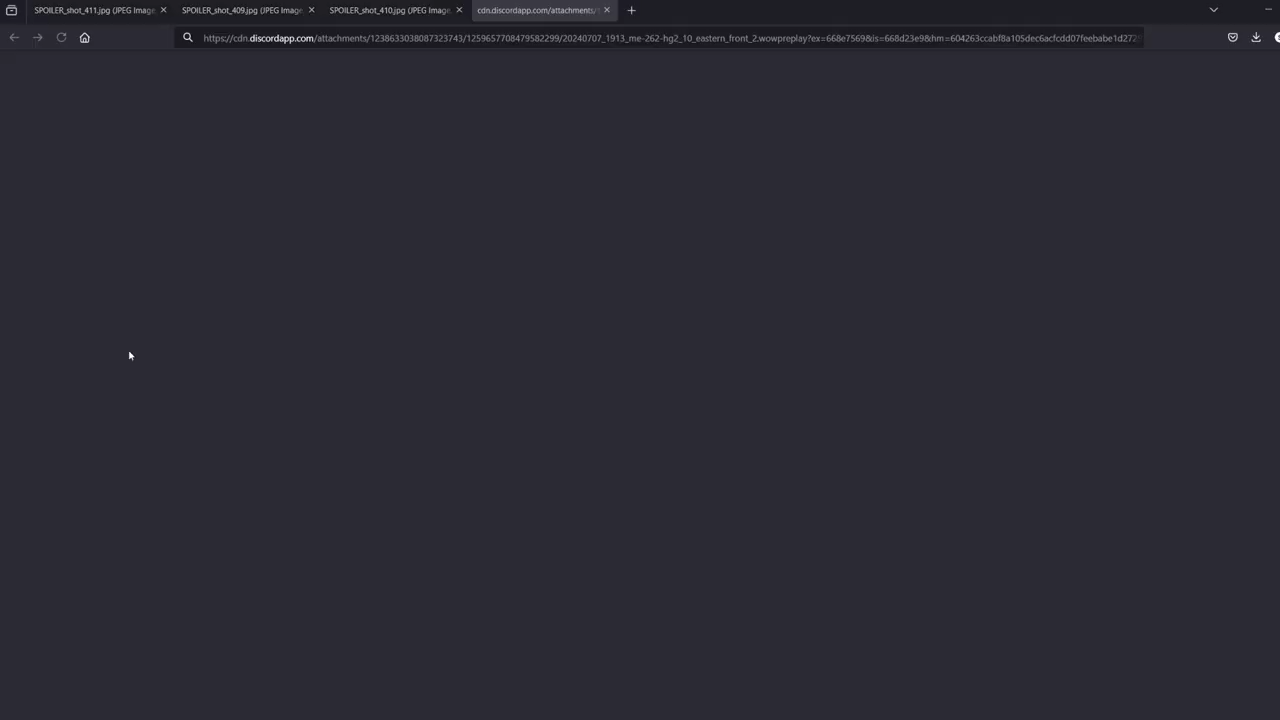 SPOILER_shot_411.jpg (JPEG Image, SPOILER_shot_409.jpg (JPEG Image, SPOILER_shot_410.jpg (JPEG Image, cdn.discordapp.com/attachments/
https://cdn.discordapp.com/attachments/1238633038087323743/1259657708479582299/20240707_1913_me-262-hg2_10_eastern_front_2.wowpreplay?ex=668e7569&is=668d23e9&hm=604263ccabf8a105dec6acfcdd07feebabe1d272